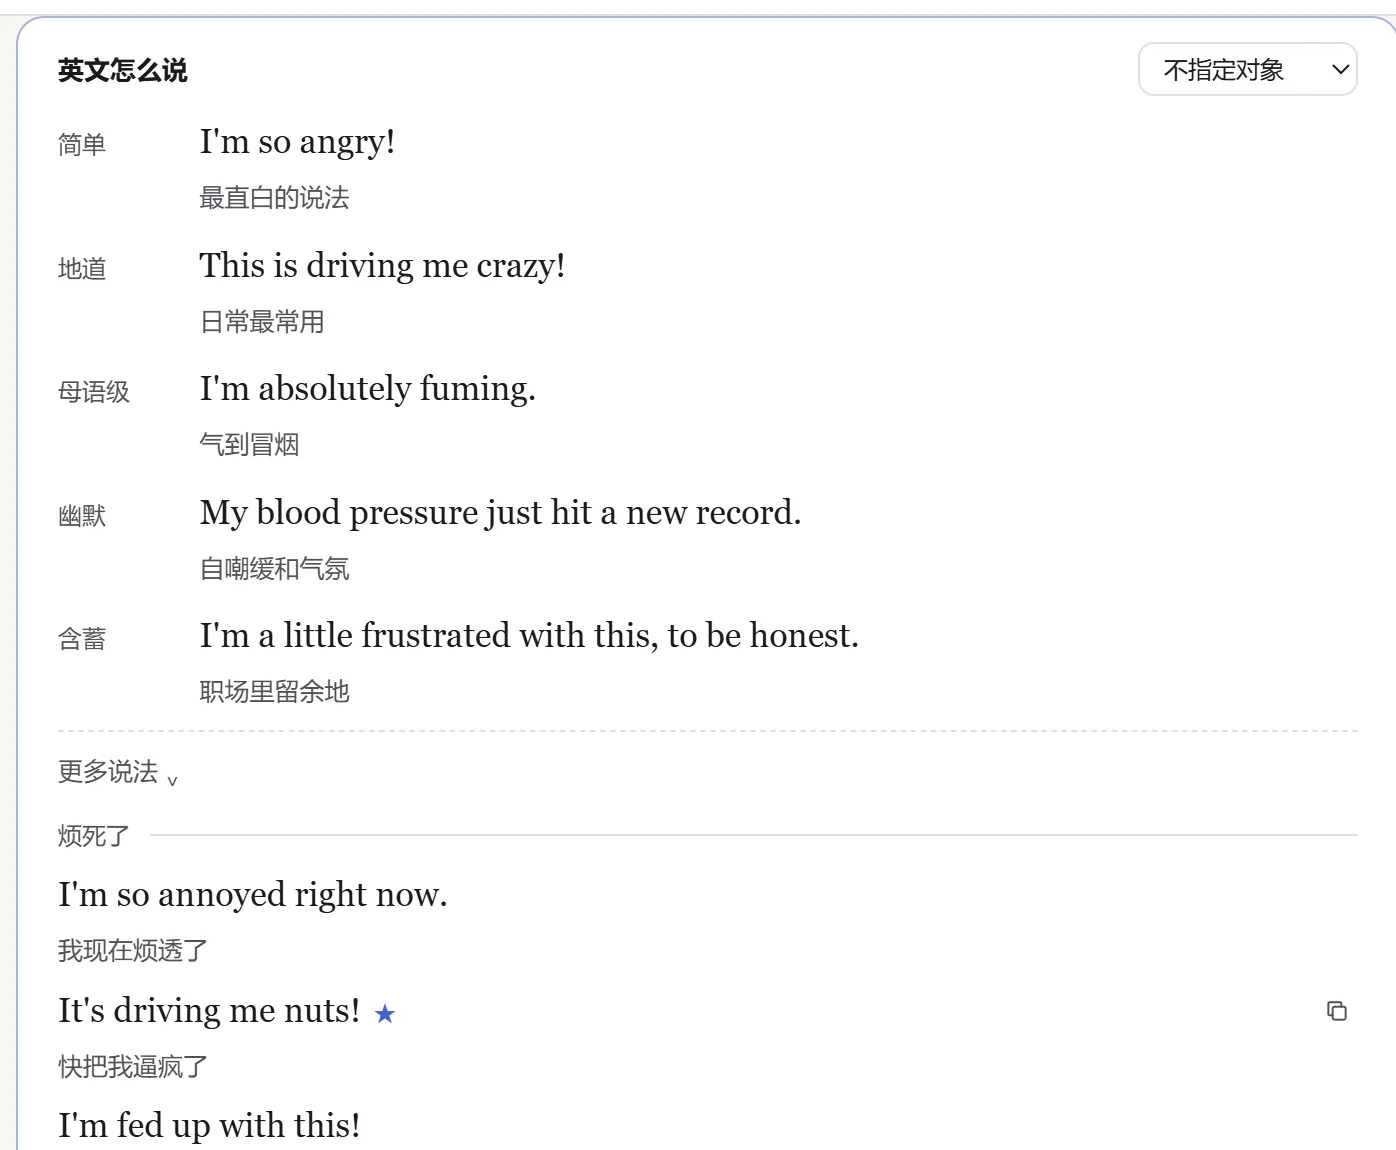 英文怎么说
不指定对象
简单
I'm so angry!
最直白的说法
地道
This is driving me crazy!
日常最常用
母语级
I'm absolutely fuming.
气到冒烟
幽默
My blood pressure just hit a new record.
自嘲缓和气氛
含蓄
I'm a little frustrated with this, to be honest.
职场里留余地
更多说法
烦死了
I'm so annoyed right now.
我现在烦透了
It's driving me nuts! ★
快把我逼疯了
I'm fed up with this!